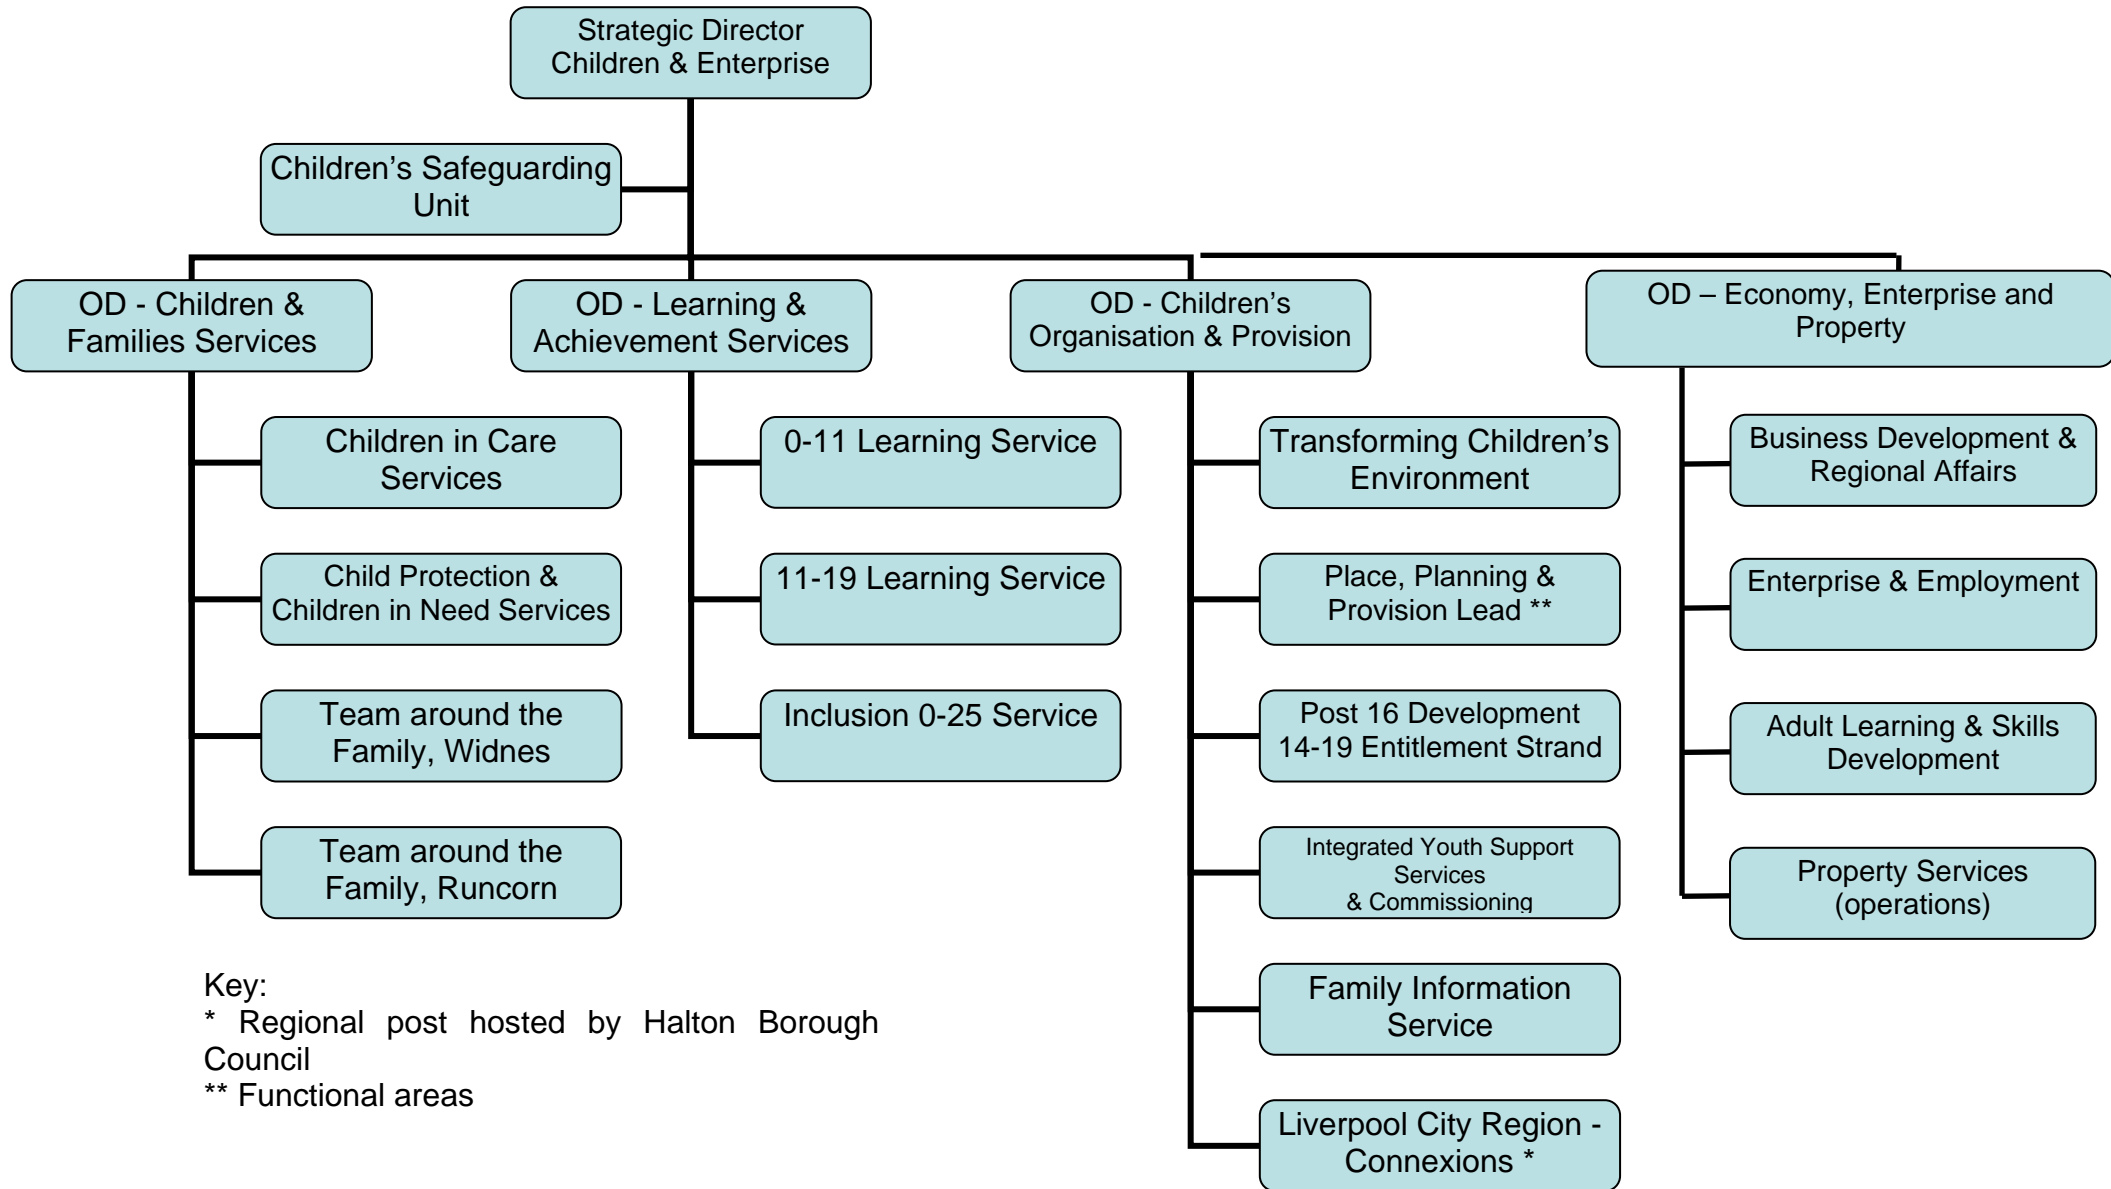 Strategic Director
Children & Enterprise
Children’s Safeguarding
Unit
OD - Children &
Families Services
OD - Learning &
Achievement Services
OD - Children’s
Organisation & Provision
OD – Economy, Enterprise and
Property
Children in Care
Services
Child Protection &
Children in Need Services
Team around the
Family, Widnes
Team around the
Family, Runcorn
0-11 Learning Service
11-19 Learning Service
Inclusion 0-25 Service
Transforming Children’s
Environment
Place, Planning &
Provision Lead **
Post 16 Development
14-19 Entitlement Strand
Integrated Youth Support
Services
& Commissioning
Family Information
Service
Liverpool City Region -
Connexions *
Business Development &
Regional Affairs
Enterprise & Employment
Adult Learning & Skills
Development
Property Services
(operations)
Key:
* Regional post hosted by Halton Borough
Council
** Functional areas